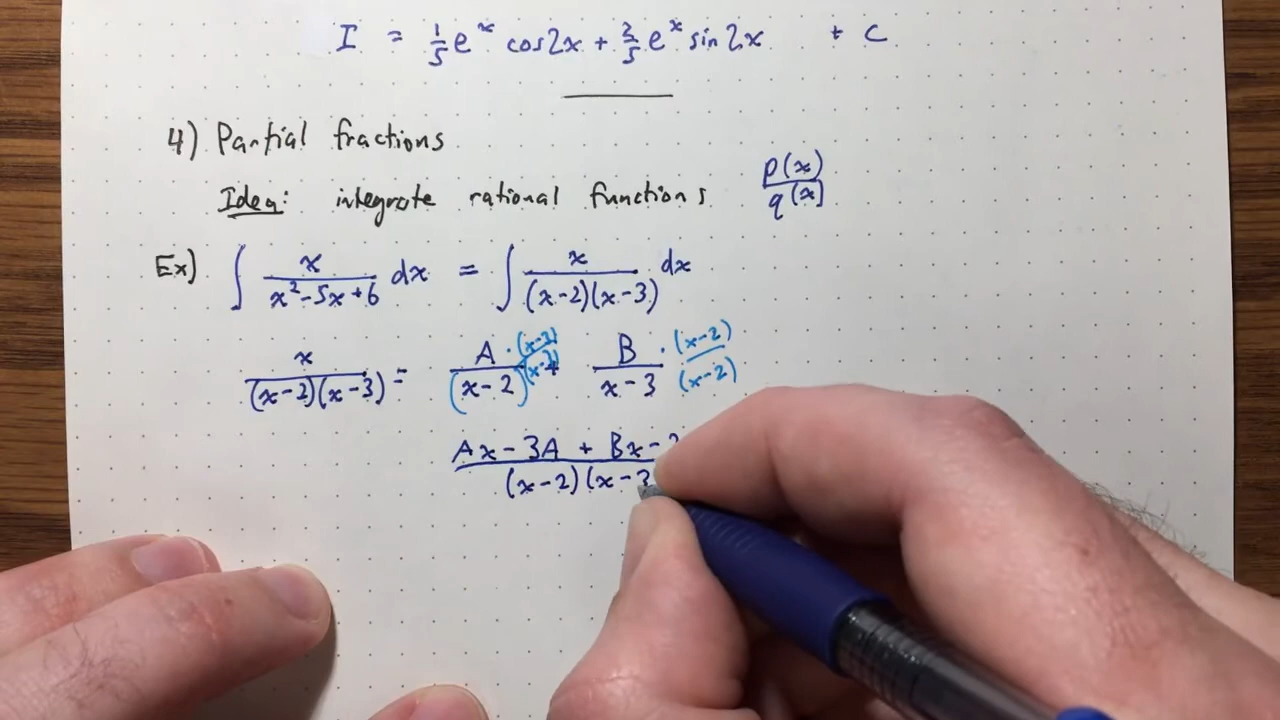 I = 1/5 e^x cos2x + 2/5 e^x sin2x + C
4) Partial fractions
Idea: integrate rational functions p(x)/q(x)
Ex) ∫ x/(x²-5x+6) dx = ∫ x/((x-2)(x-3)) dx
x/((x-2)(x-3)) = A/(x-2) · (x-3)/(x-3) + B/(x-3) · (x-2)/(x-2)
(Ax-3A + Bx-2)/((x-2)(x-3